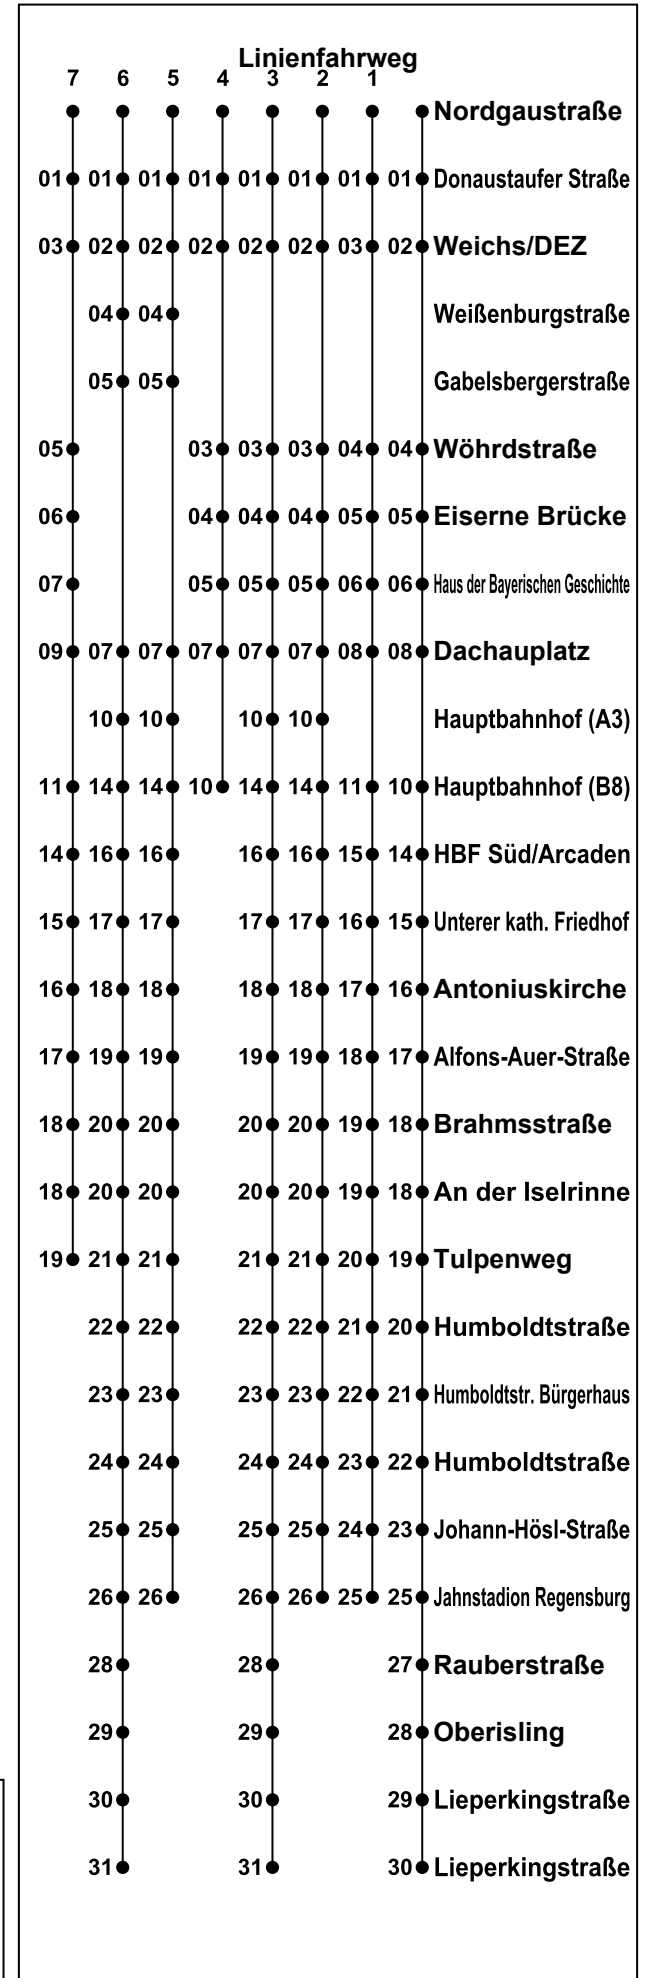 Linienfahrweg
7 6 5 4 3 2 1
Nordgaustraße
01 01 01 01 01 01 01 01 Donaustaufer Straße
03 02 02 02 02 02 03 02 Weichs/DEZ
04 04 Weißenburgstraße
05 05 Gabelsbergerstraße
05 03 03 03 04 04 Wöhrdstraße
06 04 04 04 05 05 Eiserne Brücke
07 05 05 05 06 06 Haus der Bayerischen Geschichte
09 07 07 07 07 07 08 08 Dachauplatz
10 10 10 10 Hauptbahnhof (A3)
11 14 14 10 14 14 11 10 Hauptbahnhof (B8)
14 16 16 16 16 15 14 HBF Süd/Arcaden
15 17 17 17 17 16 15 Unterer kath. Friedhof
16 18 18 18 18 17 16 Antoniuskirche
17 19 19 19 19 18 17 Alfons-Auer-Straße
18 20 20 20 20 19 18 Brahmsstraße
18 20 20 20 20 19 18 An der Iselrinne
19 21 21 21 21 20 19 Tulpenweg
22 22 22 22 21 20 Humboldtstraße
23 23 23 23 22 21 Humboldtstr. Bürgerhaus
24 24 24 24 23 22 Humboldtstraße
25 25 25 25 24 23 Johann-Hösl-Straße
26 26 26 26 25 25 Jahnstadion Regensburg
28 28 27 Rauberstraße
29 29 28 Oberisling
30 30 29 Lieperkingstraße
31 31 30 Lieperkingstraße